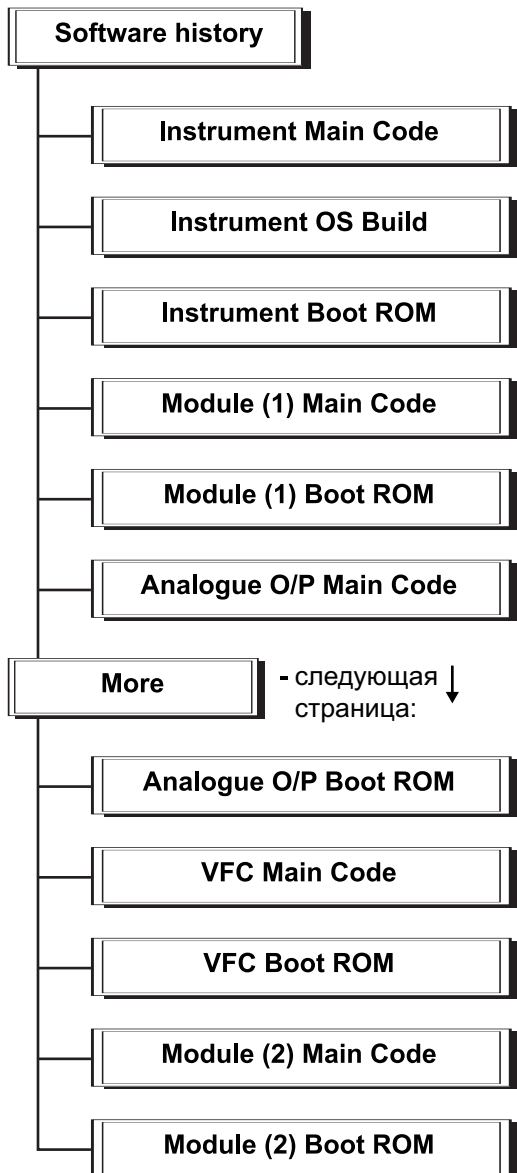 Software history
Instrument Main Code
Instrument OS Build
Instrument Boot ROM
Module (1) Main Code
Module (1) Boot ROM
Analogue O/P Main Code
More
- следующая
страница:
Analogue O/P Boot ROM
VFC Main Code
VFC Boot ROM
Module (2) Main Code
Module (2) Boot ROM